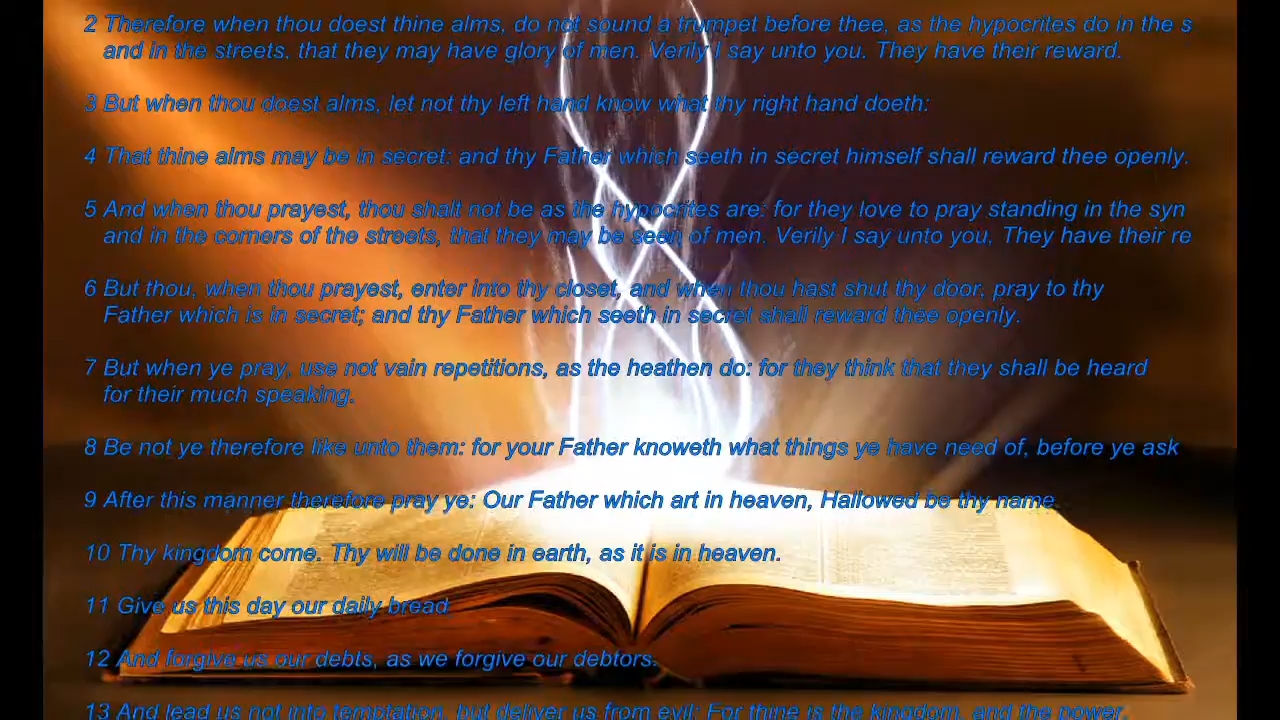 2 Therefore when thou doest thine alms, do not sound a trumpet before thee, as the hypocrites do in the s
and in the streets, that they may have glory of men. Verily I say unto you. They have their reward.
3 But when thou doest alms, let not thy left hand know what thy right hand doeth:
4 That thine alms may be in secret: and thy Father which seeth in secret himself shall reward thee openly.
5 And when thou prayest, thou shalt not be as the hypocrites are: for they love to pray standing in the syn
and in the corners of the streets, that they may be seen of men. Verily I say unto you, They have their re
6 But thou, when thou prayest, enter into thy closet, and when thou hast shut thy door, pray to thy
Father which is in secret; and thy Father which seeth in secret shall reward thee openly.
7 But when ye pray, use not vain repetitions, as the heathen do: for they think that they shall be heard
for their much speaking.
8 Be not ye therefore like unto them: for your Father knoweth what things ye have need of, before ye ask
9 After this manner therefore pray ye: Our Father which art in heaven, Hallowed be thy name.
10 Thy kingdom come. Thy will be done in earth, as it is in heaven.
11 Give us this day our daily bread
12 And forgive us our debts, as we forgive our debtors.
13 And lead us not into temptation, but deliver us from evil: For thine is the kingdom, and the power,